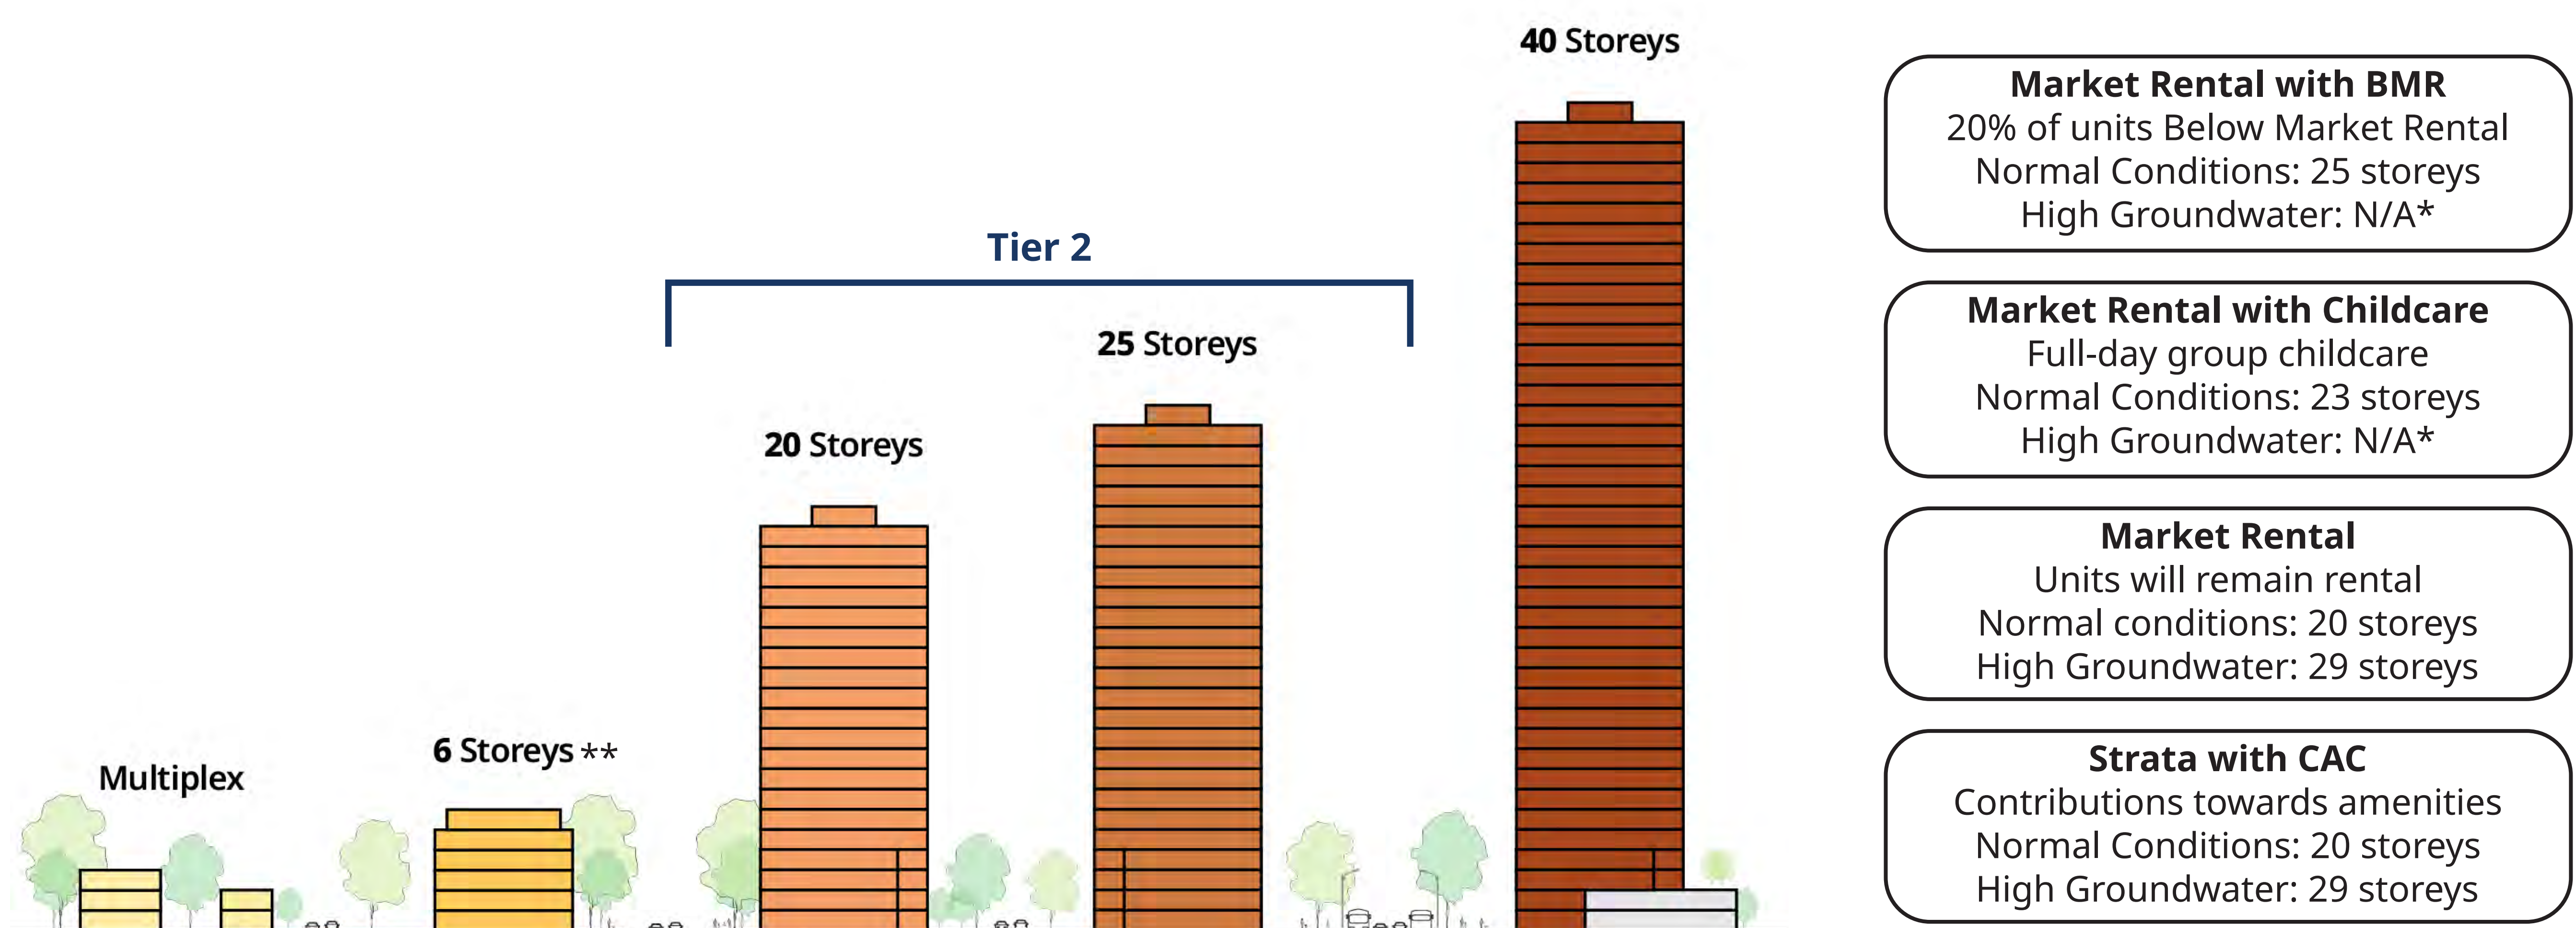 Multiplex
6 Storeys **
Tier 2
20 Storeys
25 Storeys
40 Storeys
Market Rental with BMR
20% of units Below Market Rental
Normal Conditions: 25 storeys
High Groundwater: N/A*
Market Rental with Childcare
Full-day group childcare
Normal Conditions: 23 storeys
High Groundwater: N/A*
Market Rental
Units will remain rental
Normal conditions: 20 storeys
High Groundwater: 29 storeys
Strata with CAC
Contributions towards amenities
Normal Conditions: 20 storeys
High Groundwater: 29 storeys